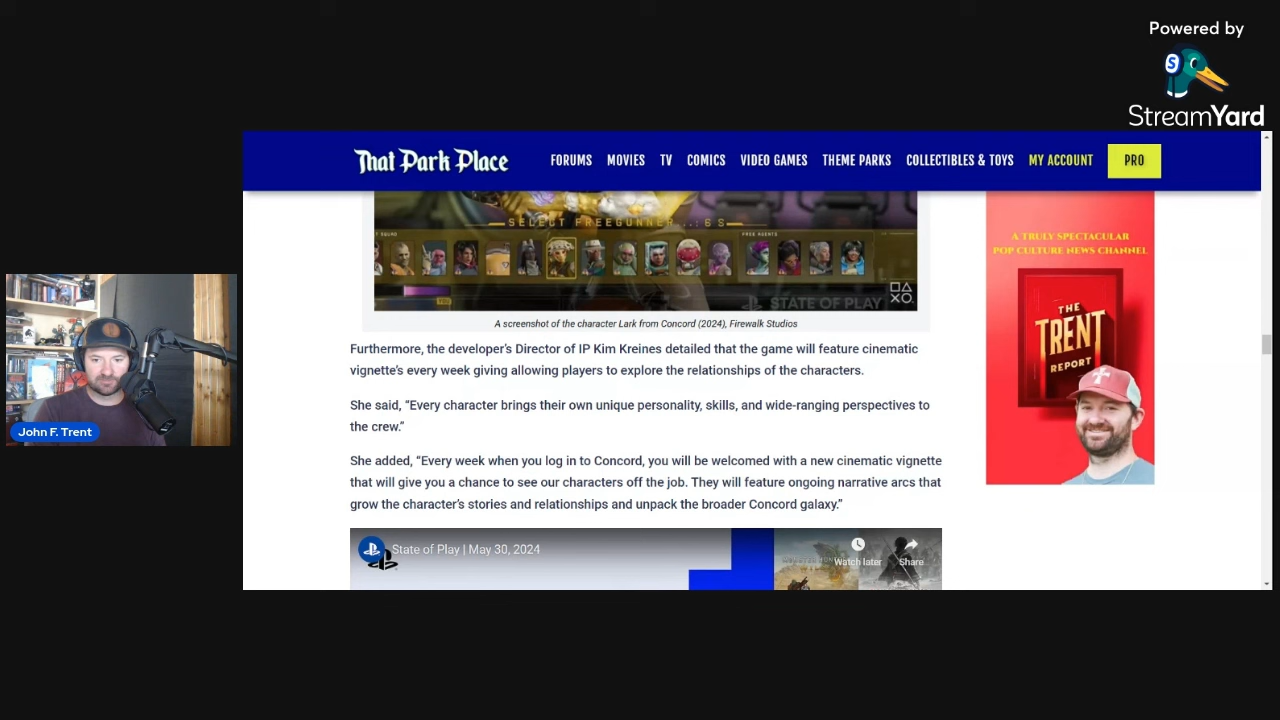 Powered by
StreamYard
That Park Place
FORUMS MOVIES TV COMICS VIDEO GAMES THEME PARKS COLLECTIBLES & TOYS MY ACCOUNT PRO
SELECT FREEGUNNER ..: 6 S
FREE AGENTS
STATE OF PLAY
A screenshot of the character Lark from Concord (2024), Firewalk Studios
Furthermore, the developer's Director of IP Kim Kreines detailed that the game will feature cinematic
vignette's every week giving allowing players to explore the relationships of the characters.
She said, “Every character brings their own unique personality, skills, and wide-ranging perspectives to
the crew.”
She added, “Every week when you log in to Concord, you will be welcomed with a new cinematic vignette
that will give you a chance to see our characters off the job. They will feature ongoing narrative arcs that
grow the character's stories and relationships and unpack the broader Concord galaxy.”
State of Play | May 30, 2024
Watch later
Share
A TRULY SPECTACULAR
POP CULTURE NEWS CHANNEL
THE
TRENT
REPORT
John F. Trent